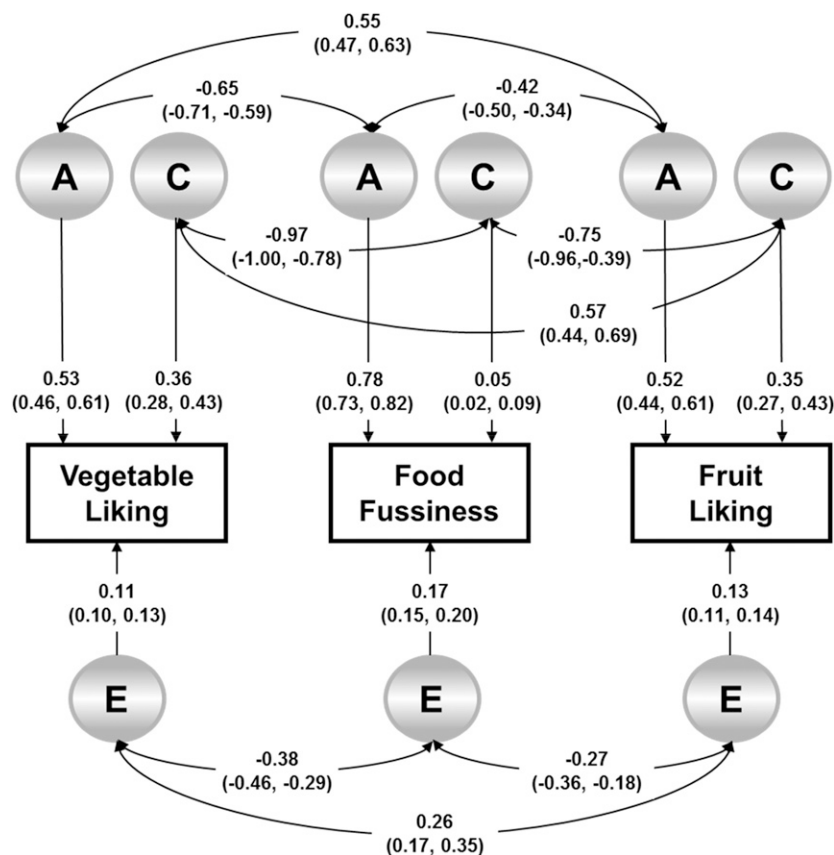 0.55
(0.47, 0.63)
-0.65
(-0.71, -0.59)
-0.42
(-0.50, -0.34)
A
C
A
C
A
C
-0.97
(-1.00, -0.78)
-0.75
(-0.96,-0.39)
0.57
(0.44, 0.69)
0.53
(0.46, 0.61)
0.36
(0.28, 0.43)
0.78
(0.73, 0.82)
0.05
(0.02, 0.09)
0.52
(0.44, 0.61)
0.35
(0.27, 0.43)
Vegetable
Liking
Food
Fussiness
Fruit
Liking
0.11
(0.10, 0.13)
0.17
(0.15, 0.20)
0.13
(0.11, 0.14)
E
E
E
-0.38
(-0.46, -0.29)
-0.27
(-0.36, -0.18)
0.26
(0.17, 0.35)